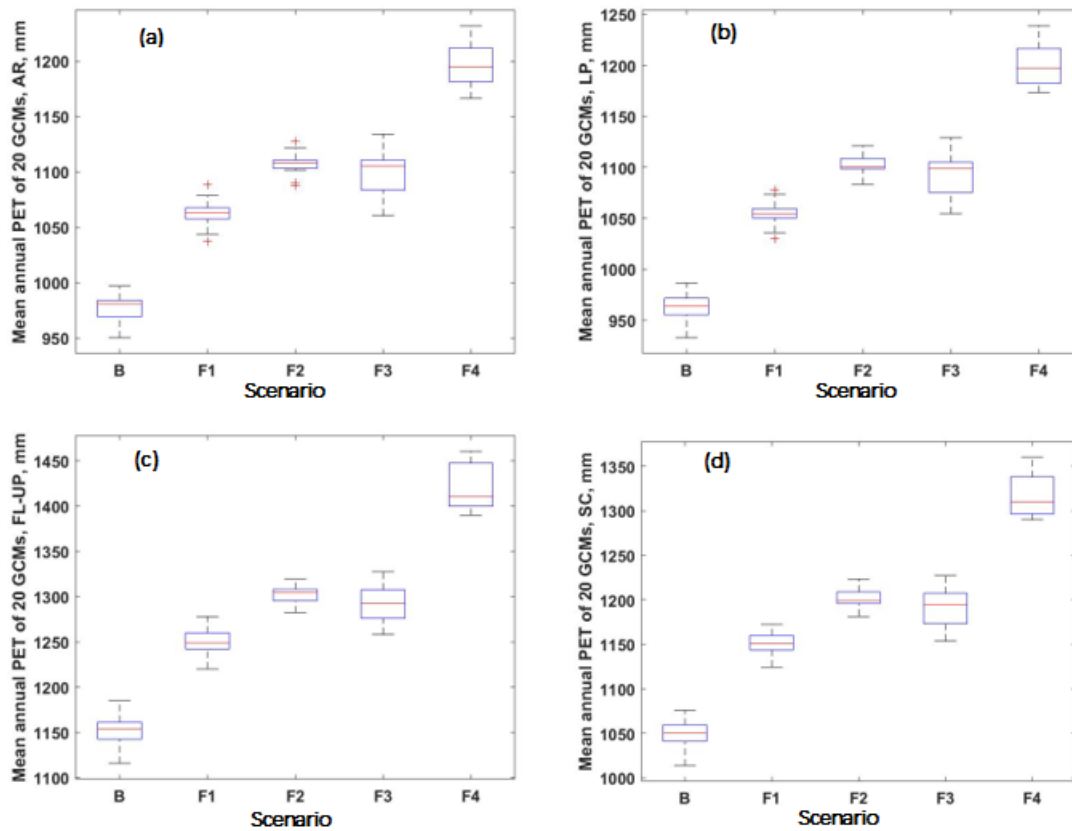 (a)
Mean annual PET of 20 GCMs, AR, mm
1200
1150
1100
1050
1000
950
B F1 F2 F3 F4
Scenario
(b)
Mean annual PET of 20 GCMs, LP, mm
1250
1200
1150
1100
1050
1000
950
B F1 F2 F3 F4
Scenario
(c)
Mean annual PET of 20 GCMs, FL-UP, mm
1450
1400
1350
1300
1250
1200
1150
1100
B F1 F2 F3 F4
Scenario
(d)
Mean annual PET of 20 GCMs, SC, mm
1350
1300
1250
1200
1150
1100
1050
1000
B F1 F2 F3 F4
Scenario